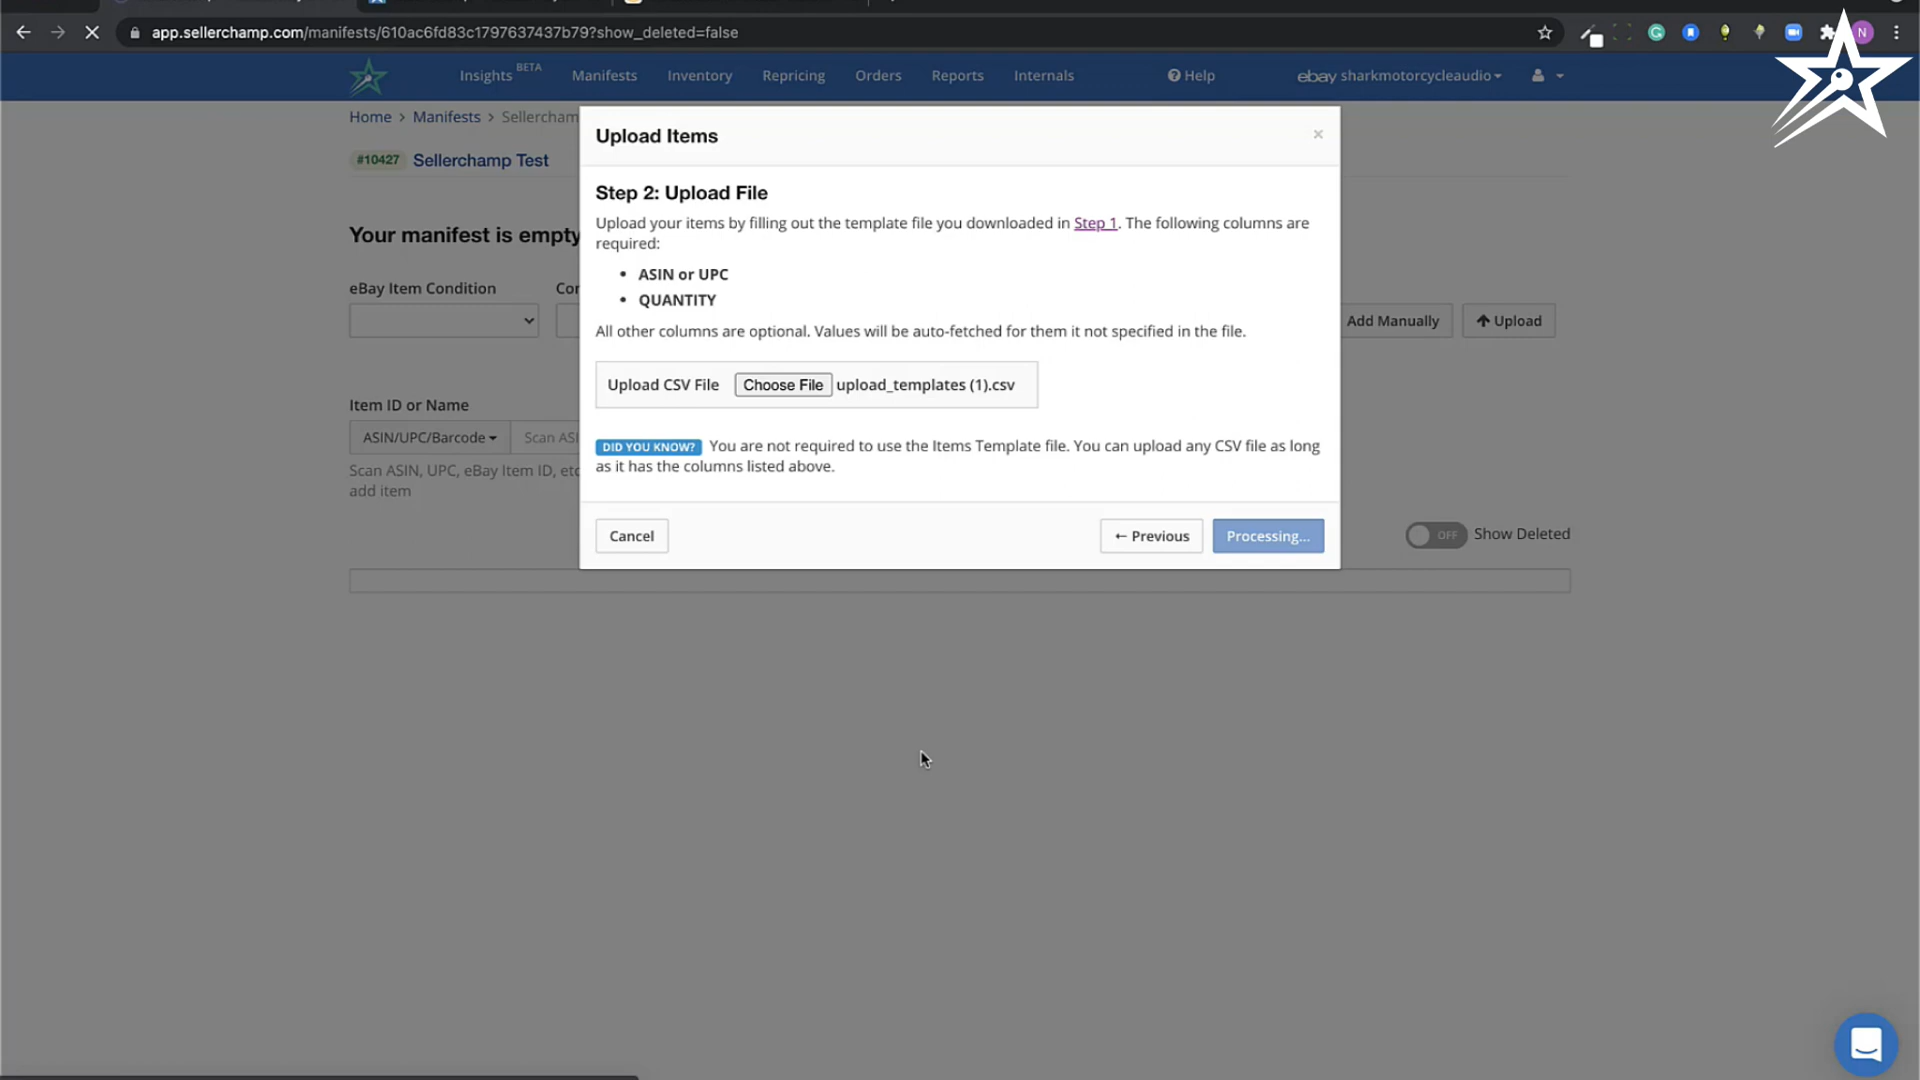 app.sellerchamp.com/manifests/610ac6fd83c1797637437b79?show_deleted=false
N
Insights BETA Manifests Inventory Repricing Orders Reports Internals Help ebay sharkmotorcycleaudio
Home > Manifests > Sellercham
#10427 Sellerchamp Test
Your manifest is empty
eBay Item Condition
Add Manually
Upload
Item ID or Name
ASIN/UPC/Barcode
Scan ASI
Scan ASIN, UPC, eBay Item ID, etc
add item
Upload Items ×
Step 2: Upload File
Upload your items by filling out the template file you downloaded in Step 1. The following columns are
required:
• ASIN or UPC
• QUANTITY
All other columns are optional. Values will be auto-fetched for them it not specified in the file.
Upload CSV File Choose File upload_templates (1).csv
DID YOU KNOW? You are not required to use the Items Template file. You can upload any CSV file as long
as it has the columns listed above.
Cancel ← Previous Processing...
OFF Show Deleted